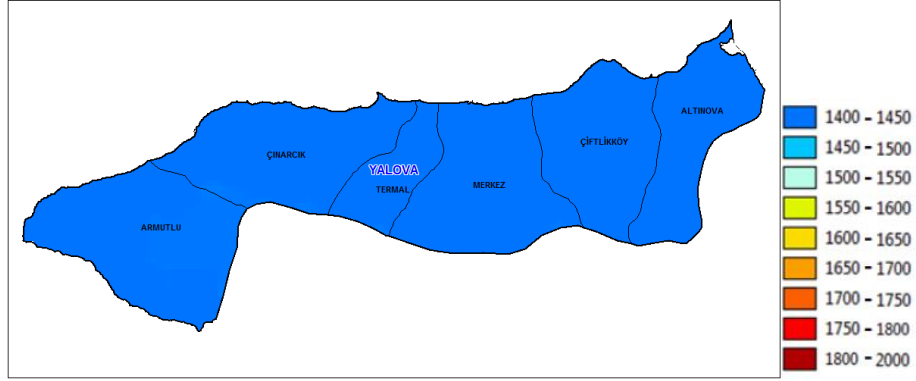 ALTINOVA
ÇİFTLİKKÖY
ÇINARCIK
YALOVA
TERMAL
MERKEZ
ARMUTLU
1400 - 1450
1450 - 1500
1500 - 1550
1550 - 1600
1600 - 1650
1650 - 1700
1700 - 1750
1750 - 1800
1800 - 2000